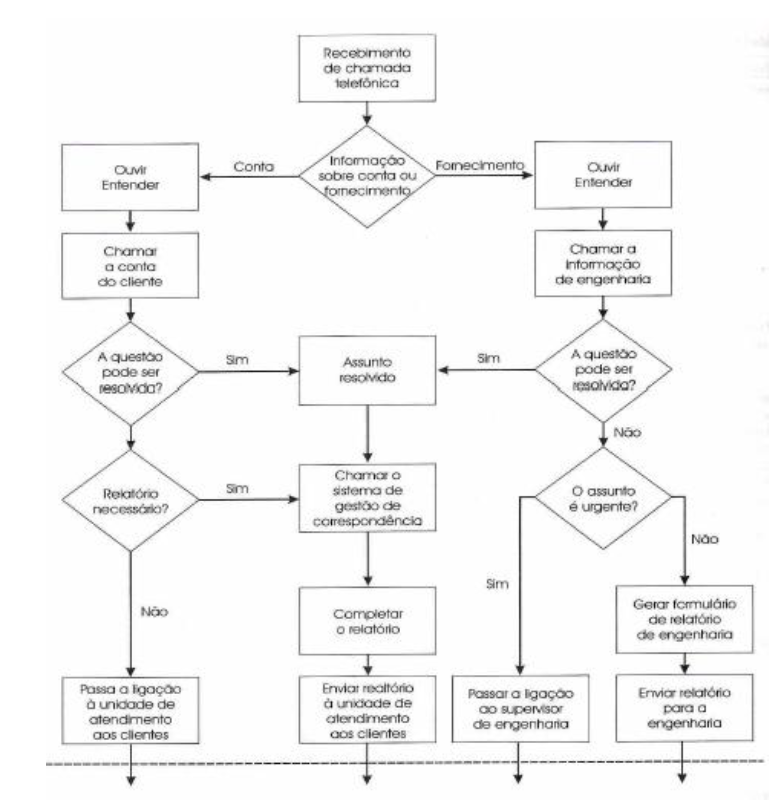 Recebimento
de chamada
telefônica
Informação
sobre conta ou
fornecimento
Conta
Fornecimento
Ouvir
Entender
Ouvir
Entender
Chamar
a conta
do cliente
Chamar a
informação
de engenharia
A questão
pode ser
resolvida?
Sim
Assunto
resolvido
Sim
A questão
pode ser
resolvida?
Não
Relatório
necessário?
Sim
Chamar o
sistema de
gestão de
correspondência
O assunto
é urgente?
Não
Sim
Não
Completar
o relatório
Gerar formulário
de relatório
de engenharia
Passa a ligação
à unidade de
atendimento
aos clientes
Enviar realtório
à unidade de
atendimento
aos clientes
Passar a ligação
ao supervisor
de engenharia
Enviar relatório
para a
engenharia